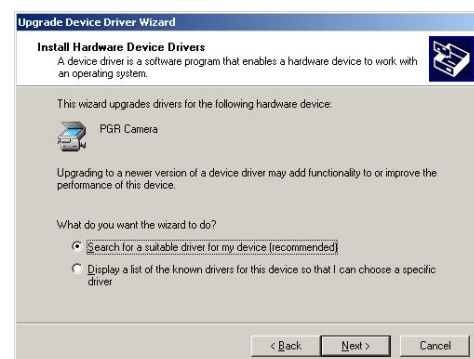 Upgrade Device Driver Wizard
Install Hardware Device Drivers
A device driver is a software program that enables a hardware device to work with
an operating system.
This wizard upgrades drivers for the following hardware device:
PGR Camera
Upgrading to a newer version of a device driver may add functionality to or improve the
performance of this device.
What do you want the wizard to do?
Search for a suitable driver for my device (recommended)
Display a list of the known drivers for this device so that I can choose a specific
driver
< Back Next > Cancel